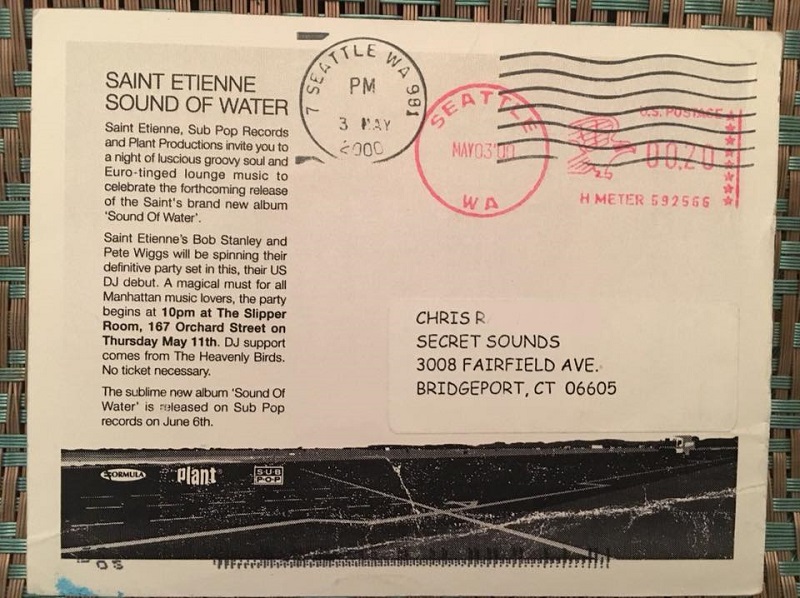 SAINT ETIENNE
SOUND OF WATER
Saint Etienne, Sub Pop Records
and Plant Productions invite you to
a night of luscious groovy soul and
Euro-tinged lounge music to
celebrate the forthcoming release
of the Saint's brand new album
'Sound Of Water'.
Saint Etienne's Bob Stanley and
Pete Wiggs will be spinning their
definitive party set in this, their US
DJ debut. A magical must for all
Manhattan music lovers, the party
begins at 10pm at The Slipper
Room, 167 Orchard Street on
Thursday May 11th. DJ support
comes from The Heavenly Birds.
No ticket necessary.
The sublime new album 'Sound Of
Water' is released on Sub Pop
records on June 6th.
7 SEATTLE WA 981
PM
3 MAY
2000
SEATTLE
MAY03'00
WA
U.S. POSTAGE
00.20
H METER 592566
CHRIS R
SECRET SOUNDS
3008 FAIRFIELD AVE.
BRIDGEPORT, CT 06605
FORMULA
Plant
SUB
POP